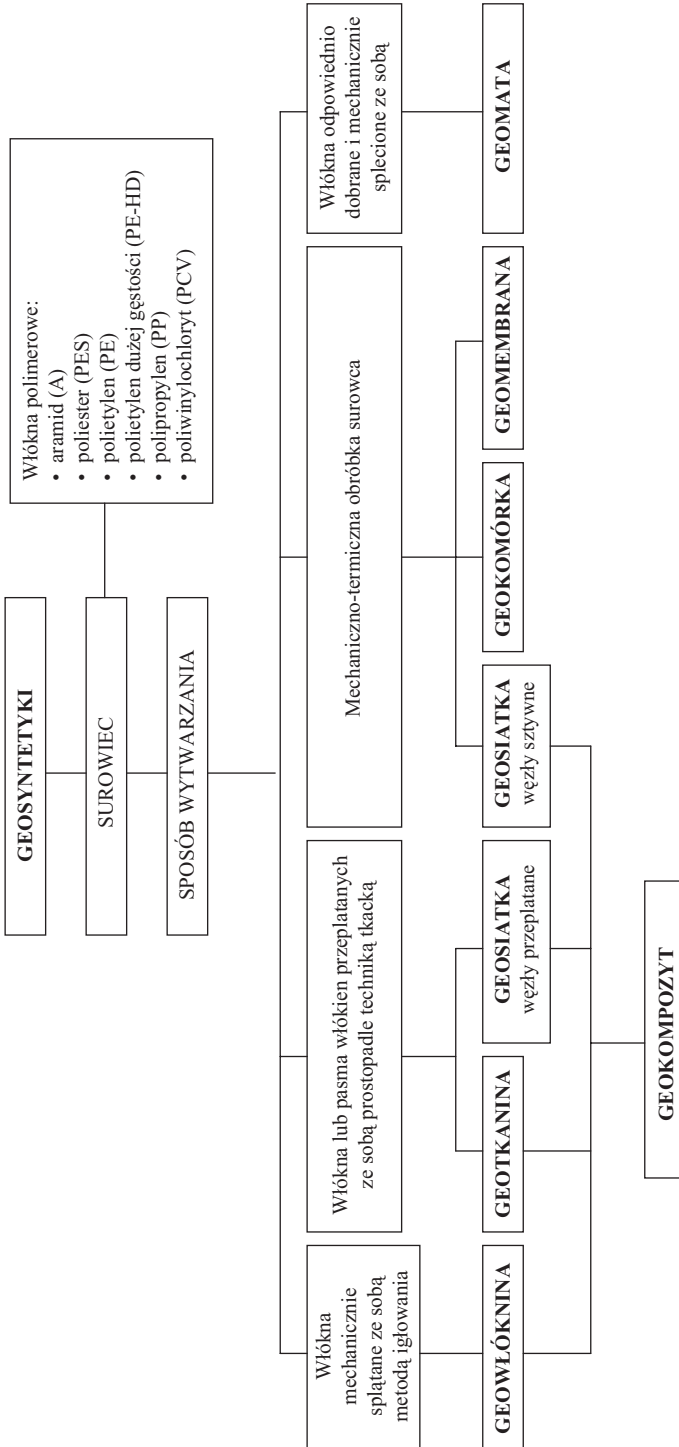 GEOSYNTETYKI
SUROWIEC
Włókna polimerowe:
• aramid (A)
• poliester (PES)
• polietylen (PE)
• polietylen dużej gęstości (PE-HD)
• polipropylen (PP)
• poliwinylochloryt (PCV)
SPOSÓB WYTWARZANIA
Włókna
mechanicznie
splątane ze sobą
metodą igłowania
Włókna lub pasma włókien przeplatanych
ze sobą prostopadle techniką tkacką
Mechaniczno-termiczna obróbka surowca
Włókna odpowiednio
dobrane i mechanicznie
splecione ze sobą
GEOWŁÓKNINA
GEOTKANINA
GEOSIATKA
węzły przeplatane
GEOSIATKA
węzły sztywne
GEOKOMÓRKA
GEOMEMBRANA
GEOMATA
GEOKOMPOZYT